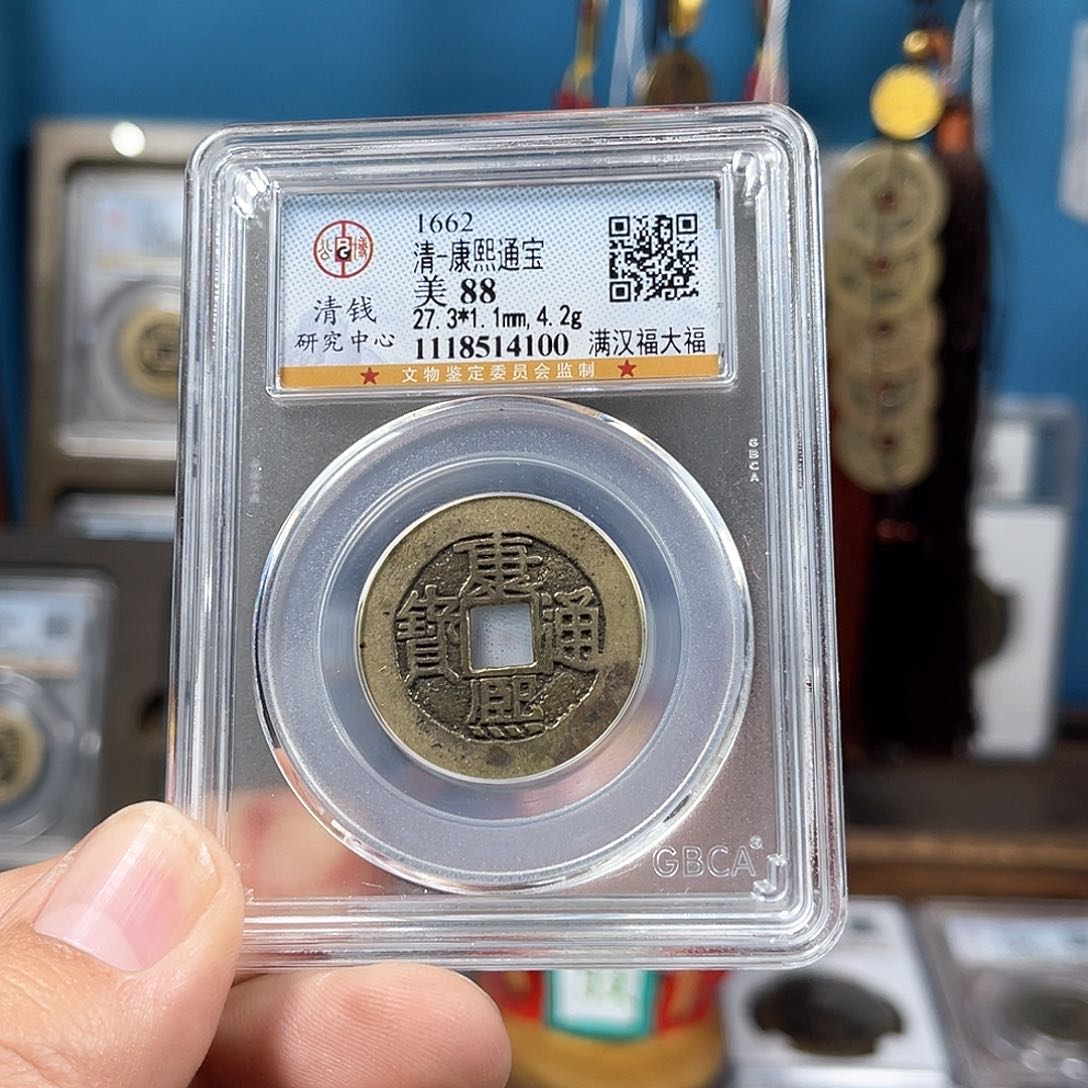 1662
清-康熙通宝
美 88
27.3*1.1mm, 4.2g
1118514100 满汉福大福
公博
清钱
研究中心
★ 文物鉴定委员会监制 ★
GBCA
康熙通寶
GBCA®